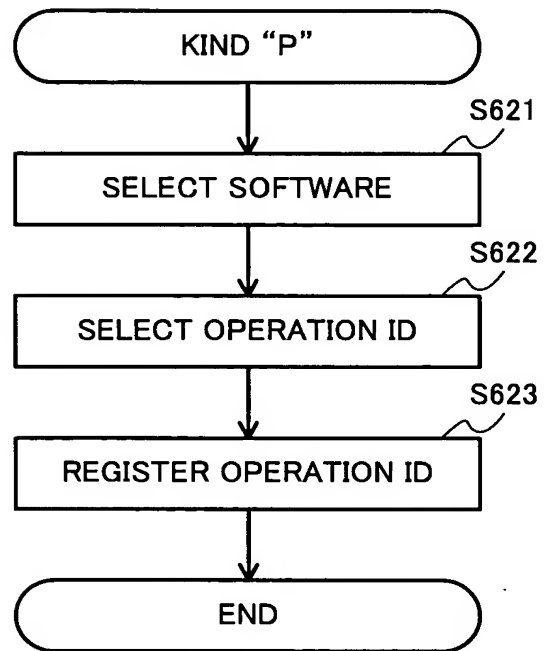 KIND “P”
S621
SELECT SOFTWARE
S622
SELECT OPERATION ID
S623
REGISTER OPERATION ID
END